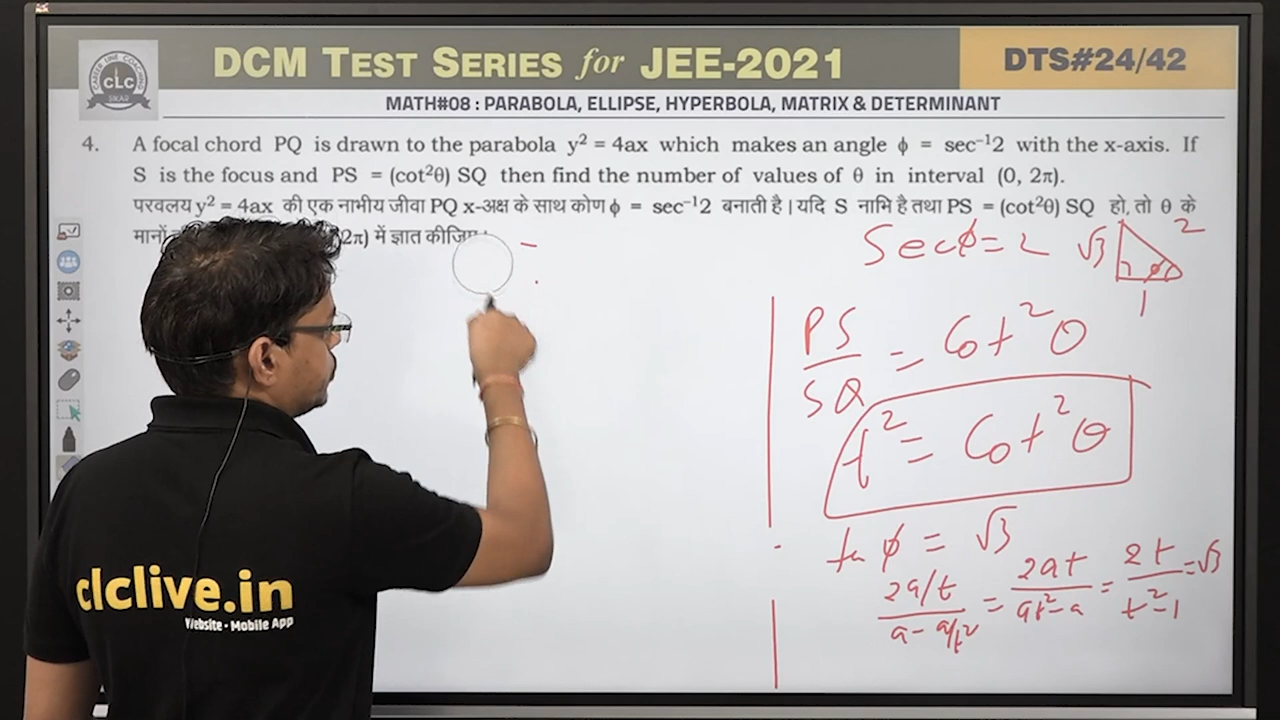 CLC
DCM TEST SERIES for JEE-2021
DTS#24/42
MATH#08 : PARABOLA, ELLIPSE, HYPERBOLA, MATRIX & DETERMINANT
4. A focal chord PQ is drawn to the parabola y² = 4ax which makes an angle ϕ = sec⁻¹2 with the x-axis. If
S is the focus and PS = (cot²θ) SQ then find the number of values of θ in interval (0, 2π).
परवलय y² = 4ax की एक नाभीय जीवा PQ x-अक्ष के साथ कोण ϕ = sec⁻¹2 बनाती है। यदि S नाभि है तथा PS = (cot²θ) SQ हो, तो θ के
मानों 2π) में ज्ञात कीजिए
Secϕ = 2 √3 2
1
PS/SQ = Cot²θ
t² = Cot²θ
tan ϕ = √3
(2a/t)/(a - a/t²) = 2at/(at² - a) = 2t/(t² - 1) = √3
clclive.in
Website • Mobile App